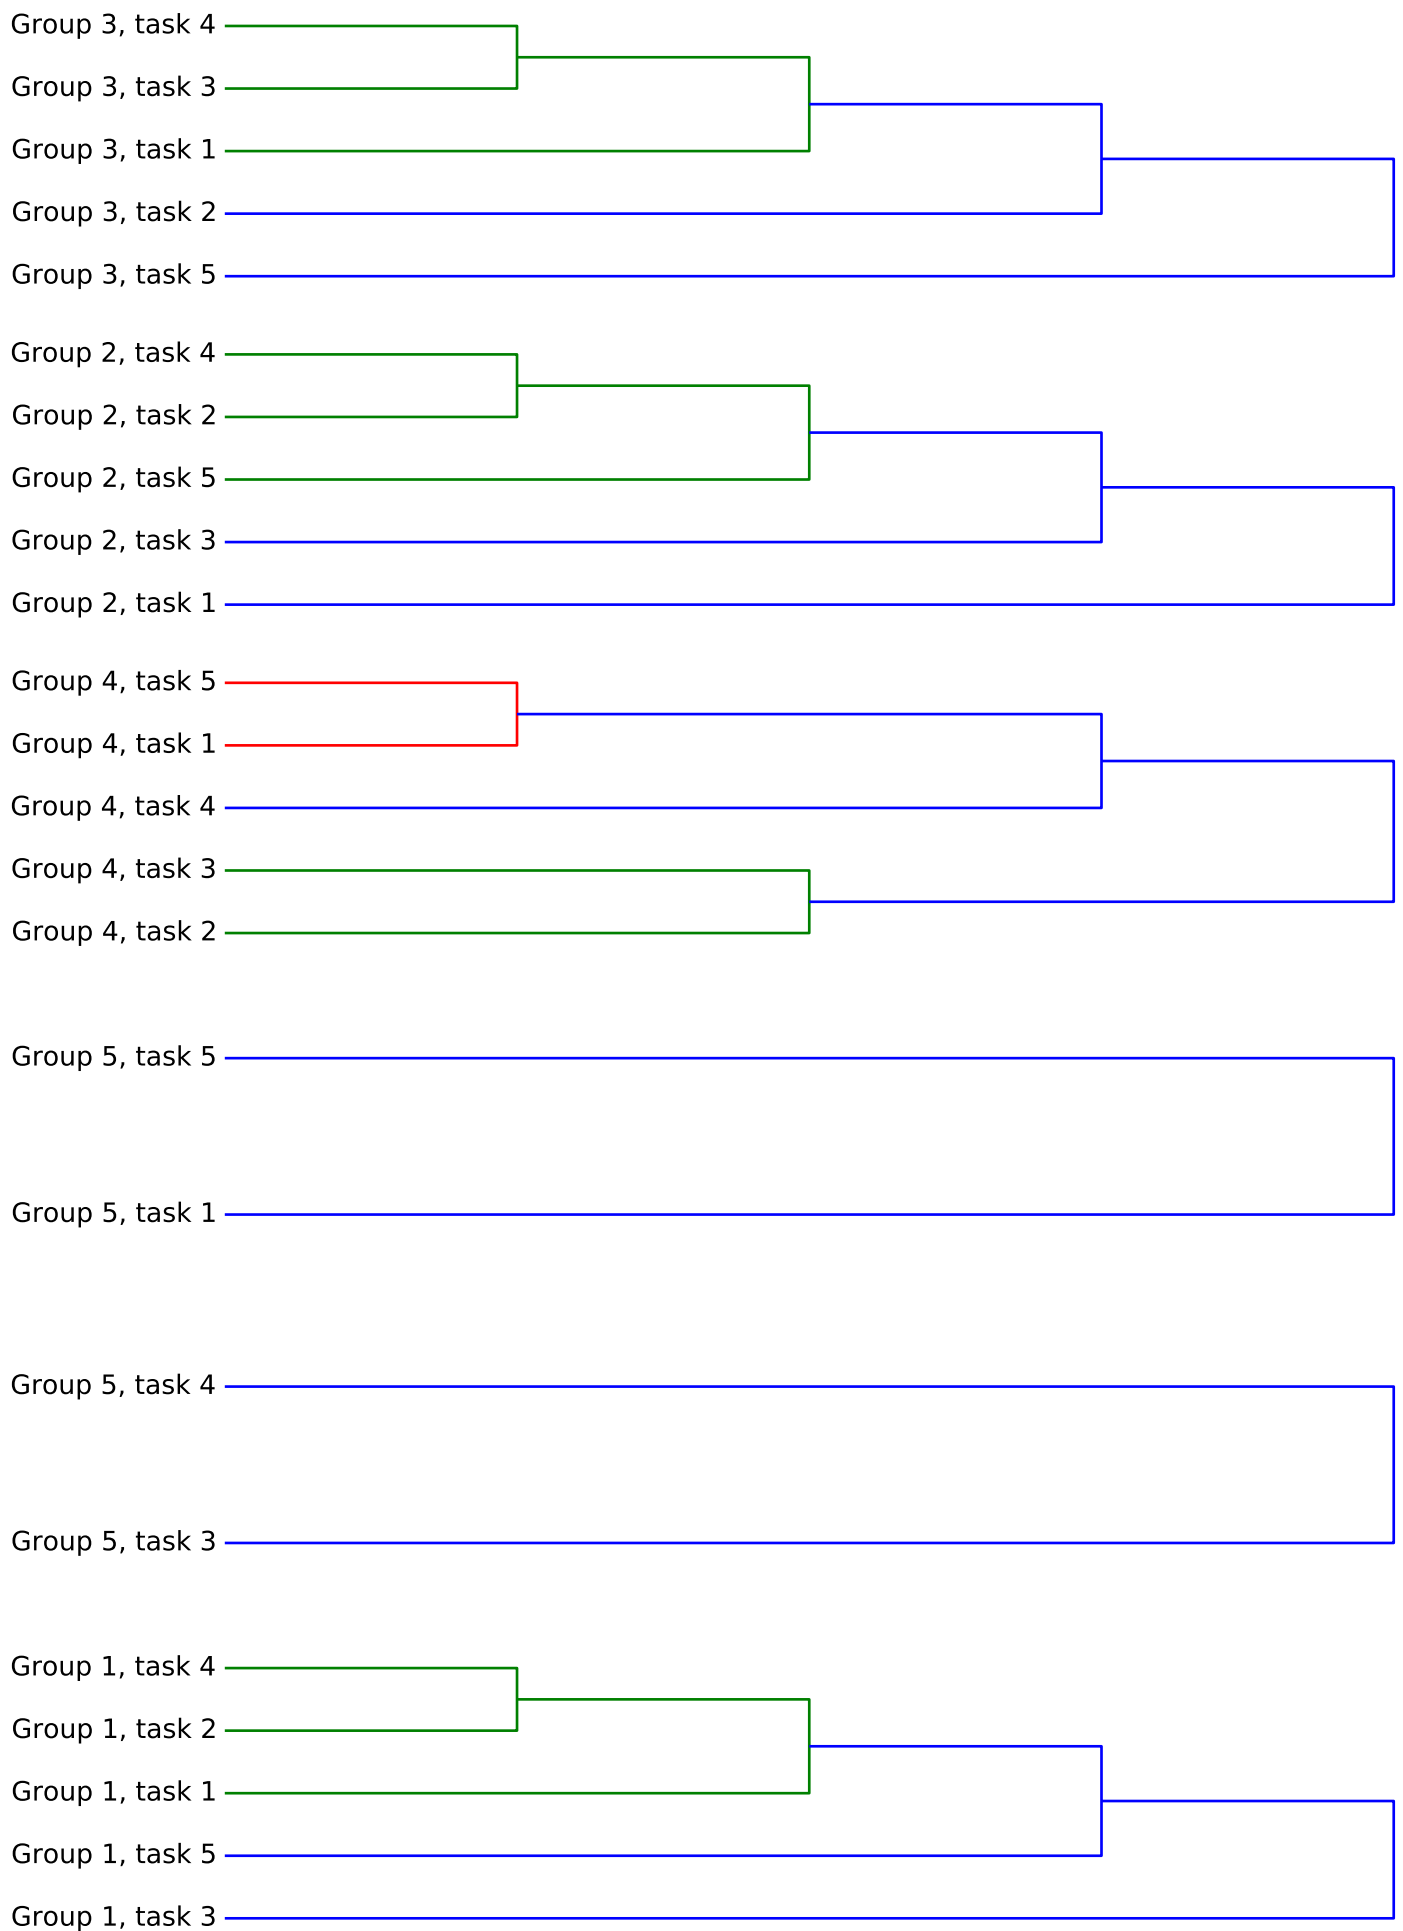 Group 3, task 4
Group 3, task 3
Group 3, task 1
Group 3, task 2
Group 3, task 5
Group 2, task 4
Group 2, task 2
Group 2, task 5
Group 2, task 3
Group 2, task 1
Group 4, task 5
Group 4, task 1
Group 4, task 4
Group 4, task 3
Group 4, task 2
Group 5, task 5
Group 5, task 1
Group 5, task 4
Group 5, task 3
Group 1, task 4
Group 1, task 2
Group 1, task 1
Group 1, task 5
Group 1, task 3